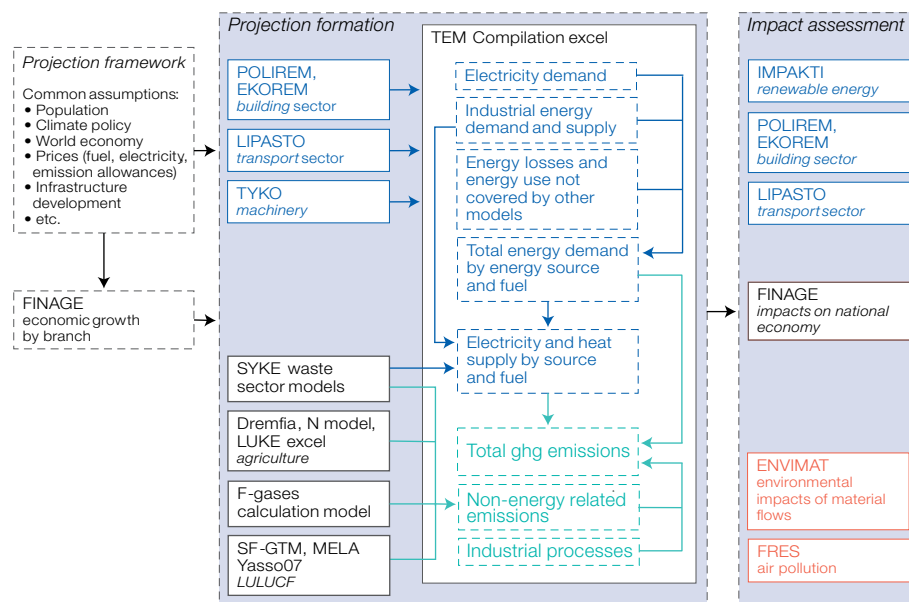 Projection framework
Common assumptions:
• Population
• Climate policy
• World economy
• Prices (fuel, electricity,
emission allowances)
• Infrastructure
development
• etc.
FINAGE
economic growth
by branch
Projection formation
POLIREM,
EKOREM
building sector
LIPASTO
transport sector
TYKO
machinery
SYKE waste
sector models
Dremfia, N model,
LUKE excel
agriculture
F-gases
calculation model
SF-GTM, MELA
Yasso07
LULUCF
TEM Compilation excel
Electricity demand
Industrial energy
demand and supply
Energy losses and
energy use not
covered by other
models
Total energy demand
by energy source
and fuel
Electricity and heat
supply by source
and fuel
Total ghg emissions
Non-energy related
emissions
Industrial processes
Impact assessment
IMPAKTI
renewable energy
POLIREM,
EKOREM
building sector
LIPASTO
transport sector
FINAGE
impacts on national
economy
ENVIMAT
environmental
impacts of material
flows
FRES
air pollution